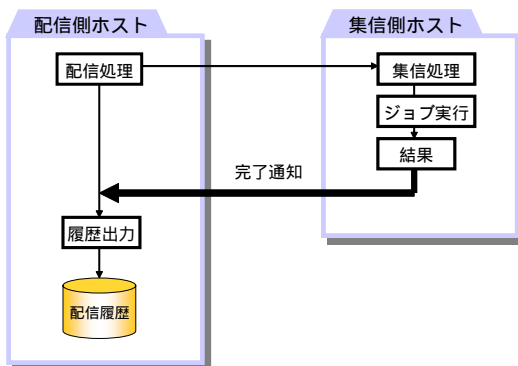 配信側ホスト
集信側ホスト
配信処理
集信処理
ジョブ実行
結果
完了通知
履歴出力
配信履歴